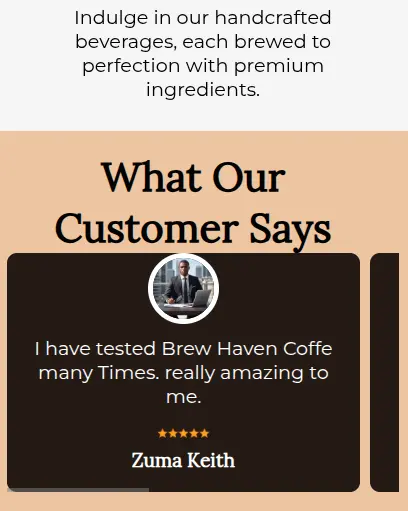 Indulge in our handcrafted
beverages, each brewed to
perfection with premium
ingredients.
What Our
Customer Says
I have tested Brew Haven Coffe
many Times. really amazing to
me.
Zuma Keith